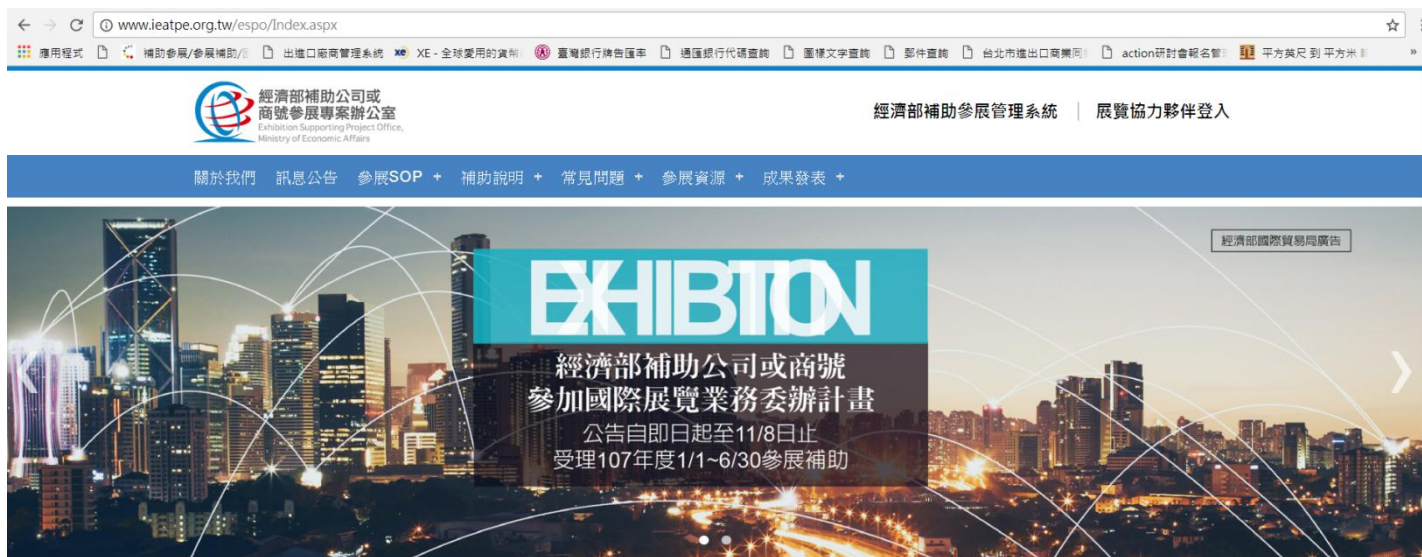 www.ieatpe.org.tw/espo/Index.aspx
應用程式 補助參展/參展補助/ 出進口廠商管理系統 XE - 全球愛用的貨幣 臺灣銀行牌告匯率 通匯銀行代碼查詢 圖樣文字查詢 郵件查詢 台北市進出口商業同 action研討會報名管 平方英尺 到 平方米 »
經濟部補助公司或
商號參展專案辦公室
Exhibition Supporting Project Office,
Ministry of Economic Affairs
經濟部補助參展管理系統 | 展覽協力夥伴登入
關於我們 訊息公告 參展SOP + 補助說明 + 常見問題 + 參展資源 + 成果發表 +
經濟部國際貿易局廣告
EXHIBITION
經濟部補助公司或商號
參加國際展覽業務委辦計畫
公告自即日起至11/8日止
受理107年度1/1~6/30參展補助